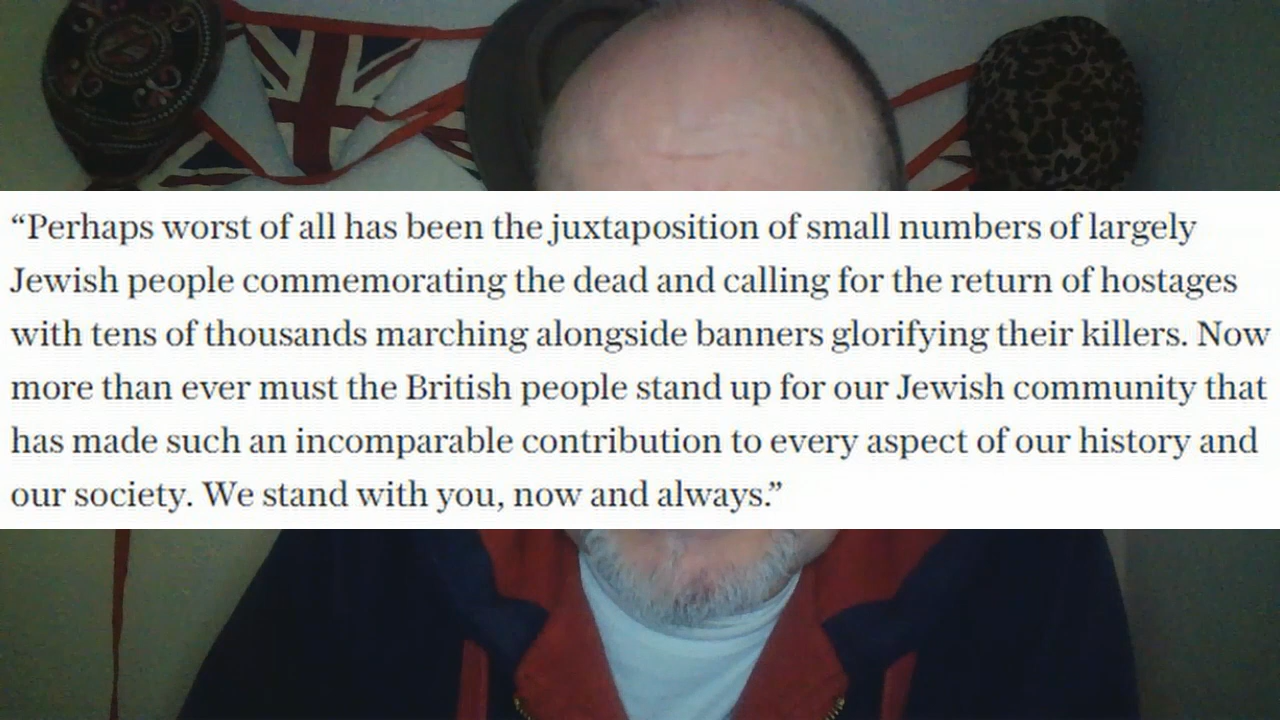 “Perhaps worst of all has been the juxtaposition of small numbers of largely
Jewish people commemorating the dead and calling for the return of hostages
with tens of thousands marching alongside banners glorifying their killers. Now
more than ever must the British people stand up for our Jewish community that
has made such an incomparable contribution to every aspect of our history and
our society. We stand with you, now and always.”